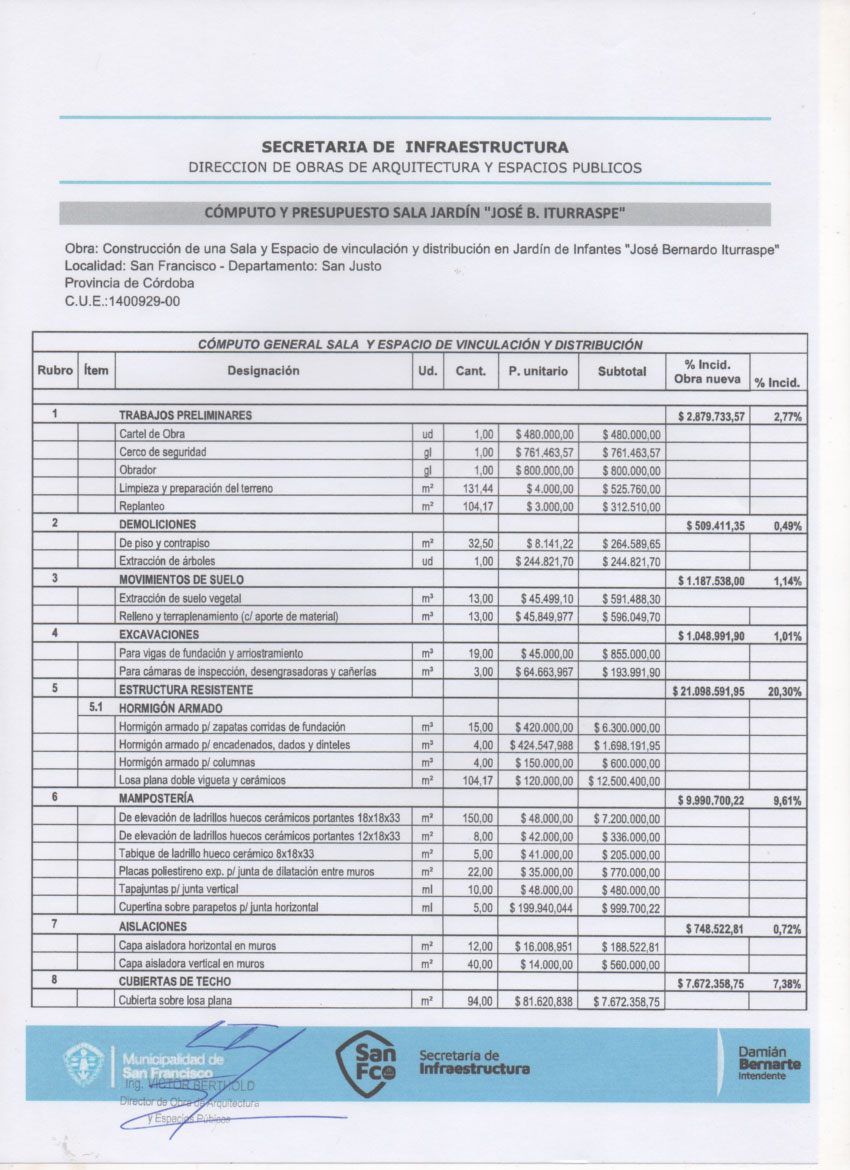 SECRETARIA DE INFRAESTRUCTURA
DIRECCION DE OBRAS DE ARQUITECTURA Y ESPACIOS PUBLICOS
CÓMPUTO Y PRESUPUESTO SALA JARDÍN "JOSÉ B. ITURRASPE"
Obra: Construcción de una Sala y Espacio de vinculación y distribución en Jardín de Infantes "José Bernardo Iturraspe"
Localidad: San Francisco - Departamento: San Justo
Provincia de Córdoba
C.U.E.:1400929-00
CÓMPUTO GENERAL SALA Y ESPACIO DE VINCULACIÓN Y DISTRIBUCIÓN
Rubro Ítem Designación Ud. Cant. P. unitario Subtotal % Incid. Obra nueva % Incid.
1 TRABAJOS PRELIMINARES $ 2.879.733,57 2,77%
Cartel de Obra ud 1,00 $ 480.000,00 $ 480.000,00
Cerco de seguridad gl 1,00 $ 761.463,57 $ 761.463,57
Obrador gl 1,00 $ 800.000,00 $ 800.000,00
Limpieza y preparación del terreno m² 131,44 $ 4.000,00 $ 525.760,00
Replanteo m² 104,17 $ 3.000,00 $ 312.510,00
2 DEMOLICIONES $ 509.411,35 0,49%
De piso y contrapiso m² 32,50 $ 8.141,22 $ 264.589,65
Extracción de árboles ud 1,00 $ 244.821,70 $ 244.821,70
3 MOVIMIENTOS DE SUELO $ 1.187.538,00 1,14%
Extracción de suelo vegetal m³ 13,00 $ 45.499,10 $ 591.488,30
Relleno y terraplenamiento (c/ aporte de material) m³ 13,00 $ 45.849,977 $ 596.049,70
4 EXCAVACIONES $ 1.048.991,90 1,01%
Para vigas de fundación y arriostramiento m³ 19,00 $ 45.000,00 $ 855.000,00
Para cámaras de inspección, desengrasadoras y cañerías m³ 3,00 $ 64.663,967 $ 193.991,90
5 ESTRUCTURA RESISTENTE $ 21.098.591,95 20,30%
5.1 HORMIGÓN ARMADO
Hormigón armado p/ zapatas corridas de fundación m³ 15,00 $ 420.000,00 $ 6.300.000,00
Hormigón armado p/ encadenados, dados y dinteles m³ 4,00 $ 424.547,988 $ 1.698.191,95
Hormigón armado p/ columnas m³ 4,00 $ 150.000,00 $ 600.000,00
Losa plana doble vigueta y cerámicos m² 104,17 $ 120.000,00 $ 12.500.400,00
6 MAMPOSTERÍA $ 9.990.700,22 9,61%
De elevación de ladrillos huecos cerámicos portantes 18x18x33 m² 150,00 $ 48.000,00 $ 7.200.000,00
De elevación de ladrillos huecos cerámicos portantes 12x18x33 m² 8,00 $ 42.000,00 $ 336.000,00
Tabique de ladrillo hueco cerámico 8x18x33 m² 5,00 $ 41.000,00 $ 205.000,00
Placas poliestireno exp. p/ junta de dilatación entre muros m² 22,00 $ 35.000,00 $ 770.000,00
Tapajuntas p/ junta vertical ml 10,00 $ 48.000,00 $ 480.000,00
Cupertina sobre parapetos p/ junta horizontal ml 5,00 $ 199.940,044 $ 999.700,22
7 AISLACIONES $ 748.522,81 0,72%
Capa aisladora horizontal en muros m² 12,00 $ 16.008,951 $ 188.522,81
Capa aisladora vertical en muros m² 40,00 $ 14.000,00 $ 560.000,00
8 CUBIERTAS DE TECHO $ 7.672.358,75 7,38%
Cubierta sobre losa plana m² 94,00 $ 81.620,838 $ 7.672.358,75
Municipalidad de
San Francisco
San
Fco
Secretaría de
Infraestructura
Damián
Bernarte
Intendente
Ing. VICTOR BERTHOLD
Director de Obra de Arquitectura
y Espacios Púbicos